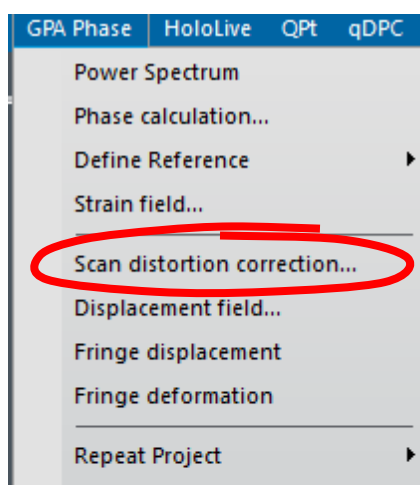 GPA Phase HoloLive QPt qDPC
Power Spectrum
Phase calculation...
Define Reference
Strain field...
Scan distortion correction...
Displacement field...
Fringe displacement
Fringe deformation
Repeat Project